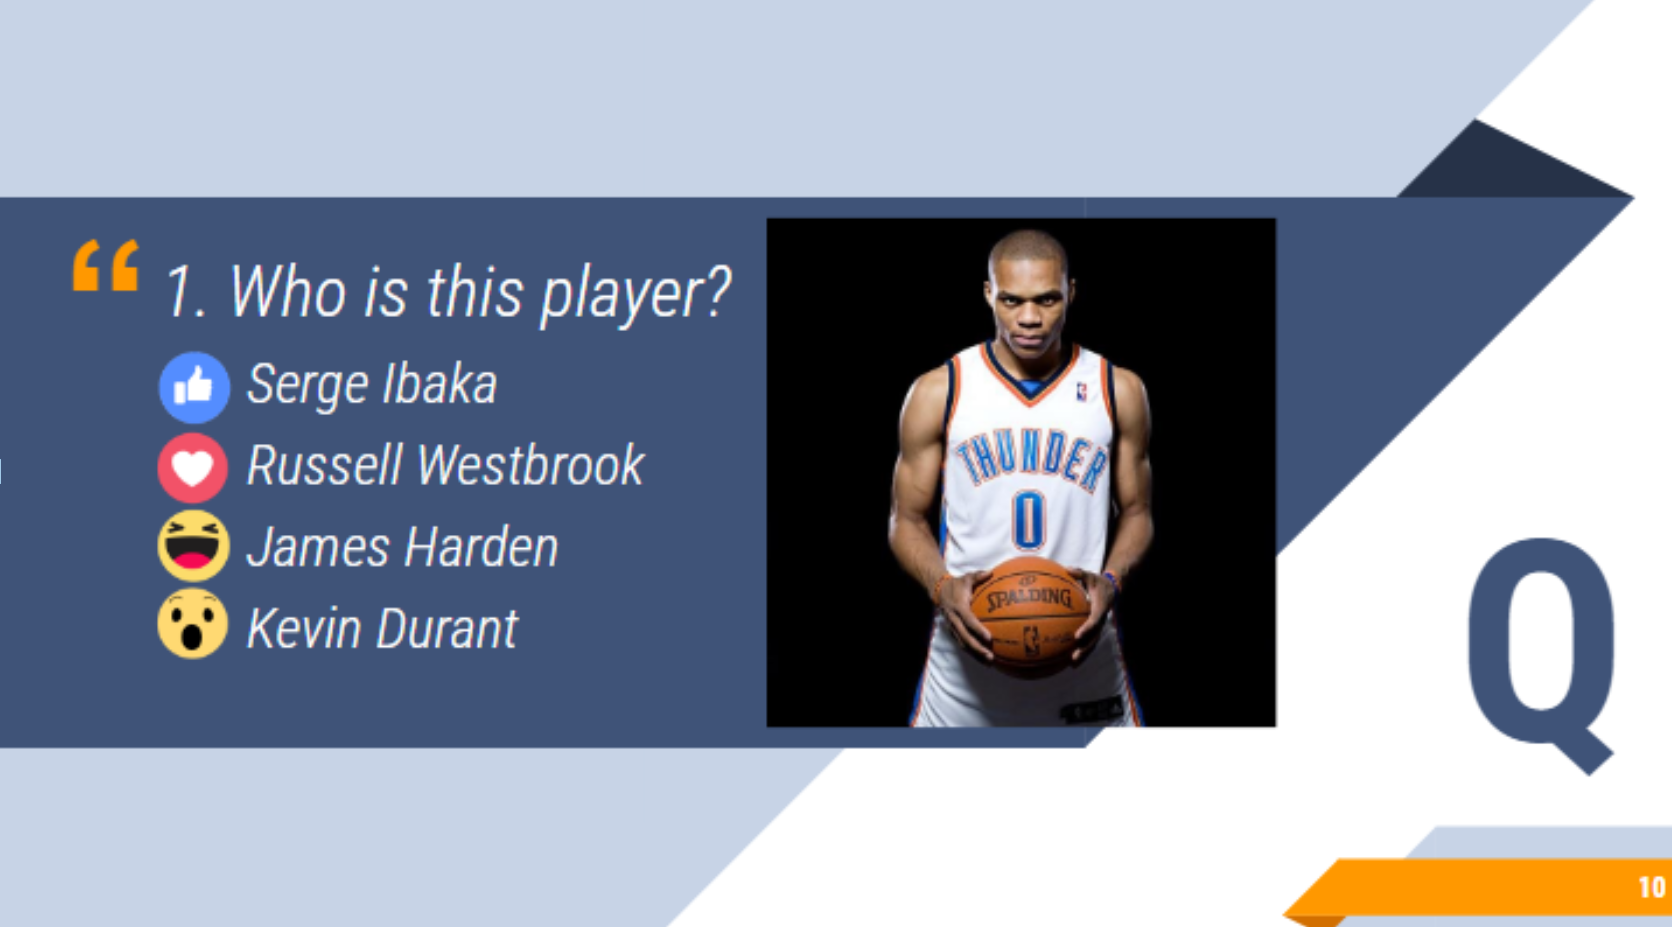 1. Who is this player?
Serge Ibaka
Russell Westbrook
James Harden
Kevin Durant
THUNDER
0
SPALDING
Q
10